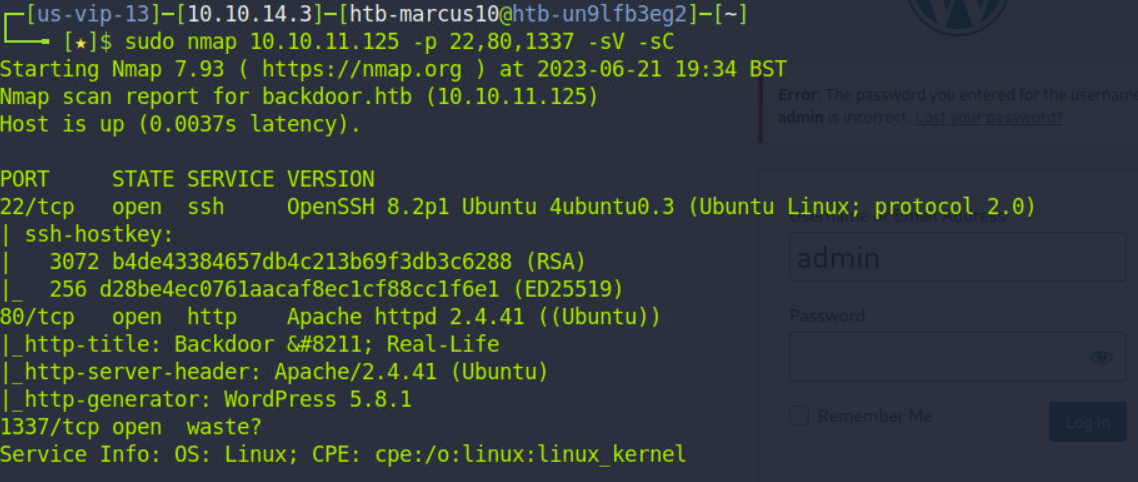 ┌─[us-vip-13]─[10.10.14.3]─[htb-marcus10@htb-un9lfb3eg2]─[~]
└──╼ [★]$ sudo nmap 10.10.11.125 -p 22,80,1337 -sV -sC
Starting Nmap 7.93 ( https://nmap.org ) at 2023-06-21 19:34 BST
Nmap scan report for backdoor.htb (10.10.11.125)
Host is up (0.0037s latency).
PORT     STATE SERVICE VERSION
22/tcp   open  ssh     OpenSSH 8.2p1 Ubuntu 4ubuntu0.3 (Ubuntu Linux; protocol 2.0)
| ssh-hostkey:
|   3072 b4de43384657db4c213b69f3db3c6288 (RSA)
|_  256 d28be4ec0761aacaf8ec1cf88cc1f6e1 (ED25519)
80/tcp   open  http    Apache httpd 2.4.41 ((Ubuntu))
|_http-title: Backdoor &#8211; Real-Life
|_http-server-header: Apache/2.4.41 (Ubuntu)
|_http-generator: WordPress 5.8.1
1337/tcp open  waste?
Service Info: OS: Linux; CPE: cpe:/o:linux:linux_kernel
Error: The password you entered for the username
admin is incorrect. Lost your password?
admin
Password
Remember Me
Log In